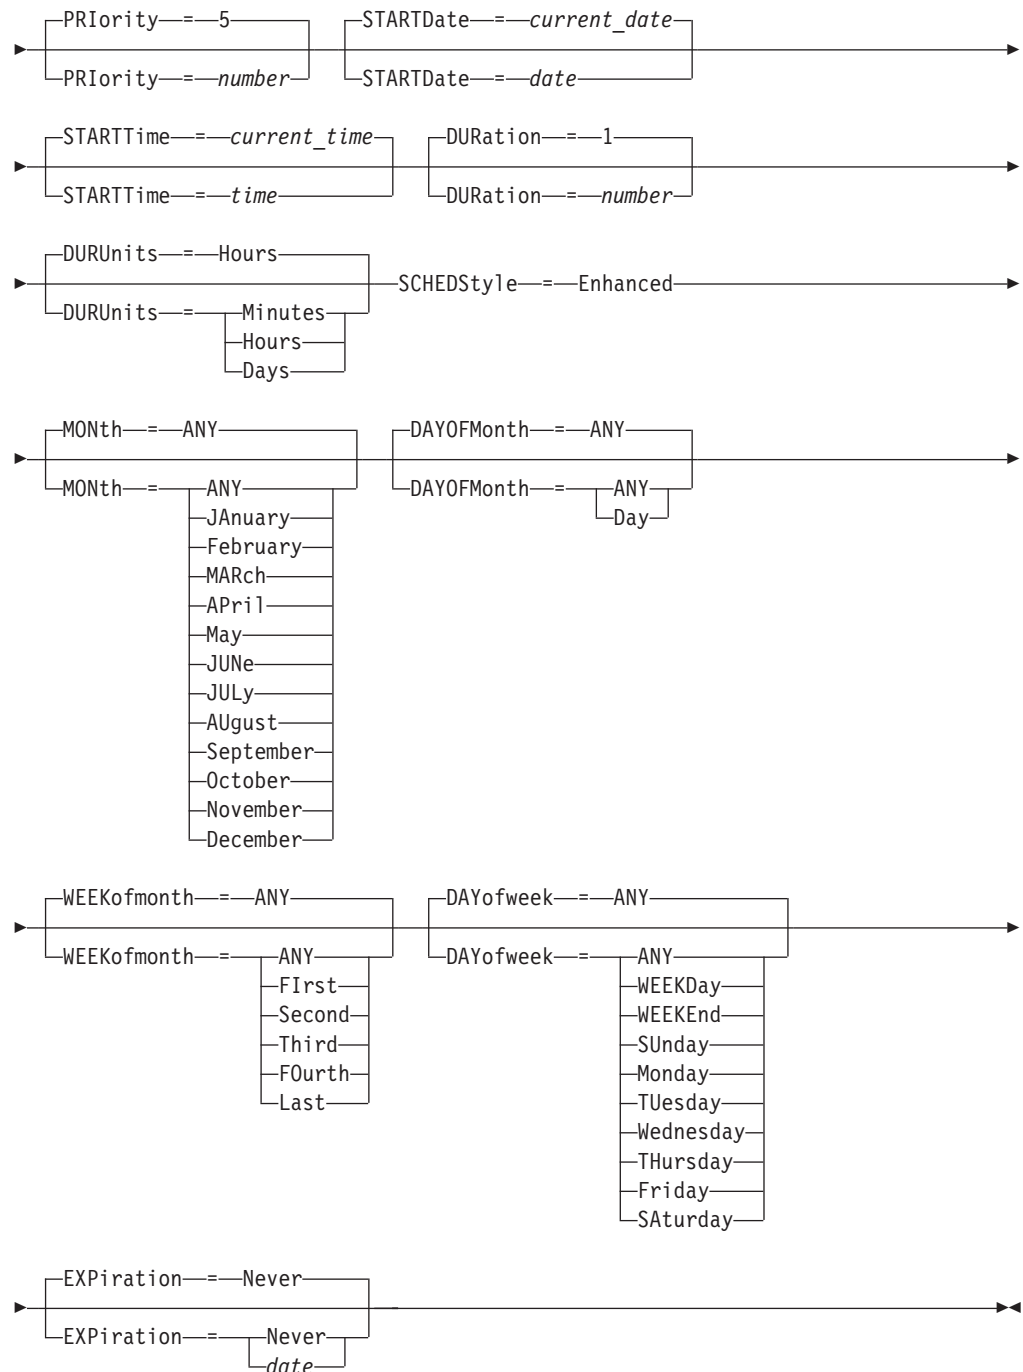 PRIority = 5 STARTDate = current_date
PRIority = number STARTDate = date
STARTTime = current_time DURation = 1
STARTTime = time DURation = number
DURUnits = Hours
SCHEDStyle = Enhanced
DURUnits = Minutes
Hours
Days
MONth = ANY DAYOFMonth = ANY
MONth = ANY DAYOFMonth = ANY
JAnuary Day
February
MARch
APril
May
JUNe
JULy
AUgust
September
October
November
December
WEEKofmonth = ANY DAYofweek = ANY
WEEKofmonth = ANY DAYofweek = ANY
FIrst WEEKDay
Second WEEKEnd
Third SUnday
FOurth Monday
Last TUesday
Wednesday
THursday
Friday
SAturday
EXPiration = Never
EXPiration = Never
date